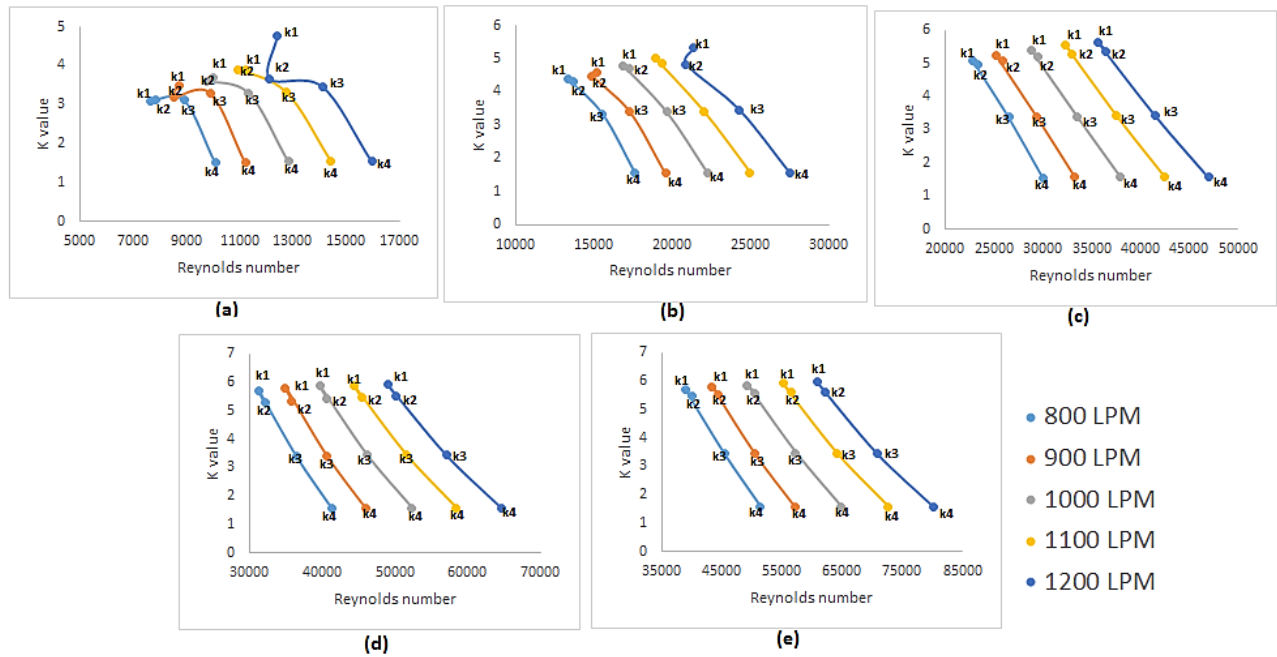 5
4
3
2
1
0
K value
k1
k2
k1
k2
k3
k4
k1
k2
k3
k4
k1
k2
k3
k4
k1
k2
k3
k4
5000 7000 9000 11000 13000 15000 17000
Reynolds number
(a)
6
5
4
3
2
1
0
K value
k1
k2
k3
k4
k1
k2
k3
k4
k1
k2
k3
k4
k1
k2
k3
k4
10000 15000 20000 25000 30000
Reynolds number
(b)
6
5
4
3
2
1
0
K value
k1
k2
k3
k4
k1
k2
k3
k4
k1
k2
k3
k4
k1
k2
k3
k4
k1
k2
k3
k4
20000 25000 30000 35000 40000 45000 50000
Reynolds number
(c)
7
6
5
4
3
2
1
0
K value
k1
k2
k3
k4
k1
k2
k3
k4
k1
k2
k3
k4
k1
k2
k3
k4
k1
k2
k3
k4
30000 40000 50000 60000 70000
Reynolds number
(d)
7
6
5
4
3
2
1
0
K value
k1
k2
k3
k4
k1
k2
k3
k4
k1
k2
k3
k4
k1
k2
k3
k4
k1
k2
k3
k4
35000 45000 55000 65000 75000 85000
Reynolds number
(e)
800 LPM
900 LPM
1000 LPM
1100 LPM
1200 LPM